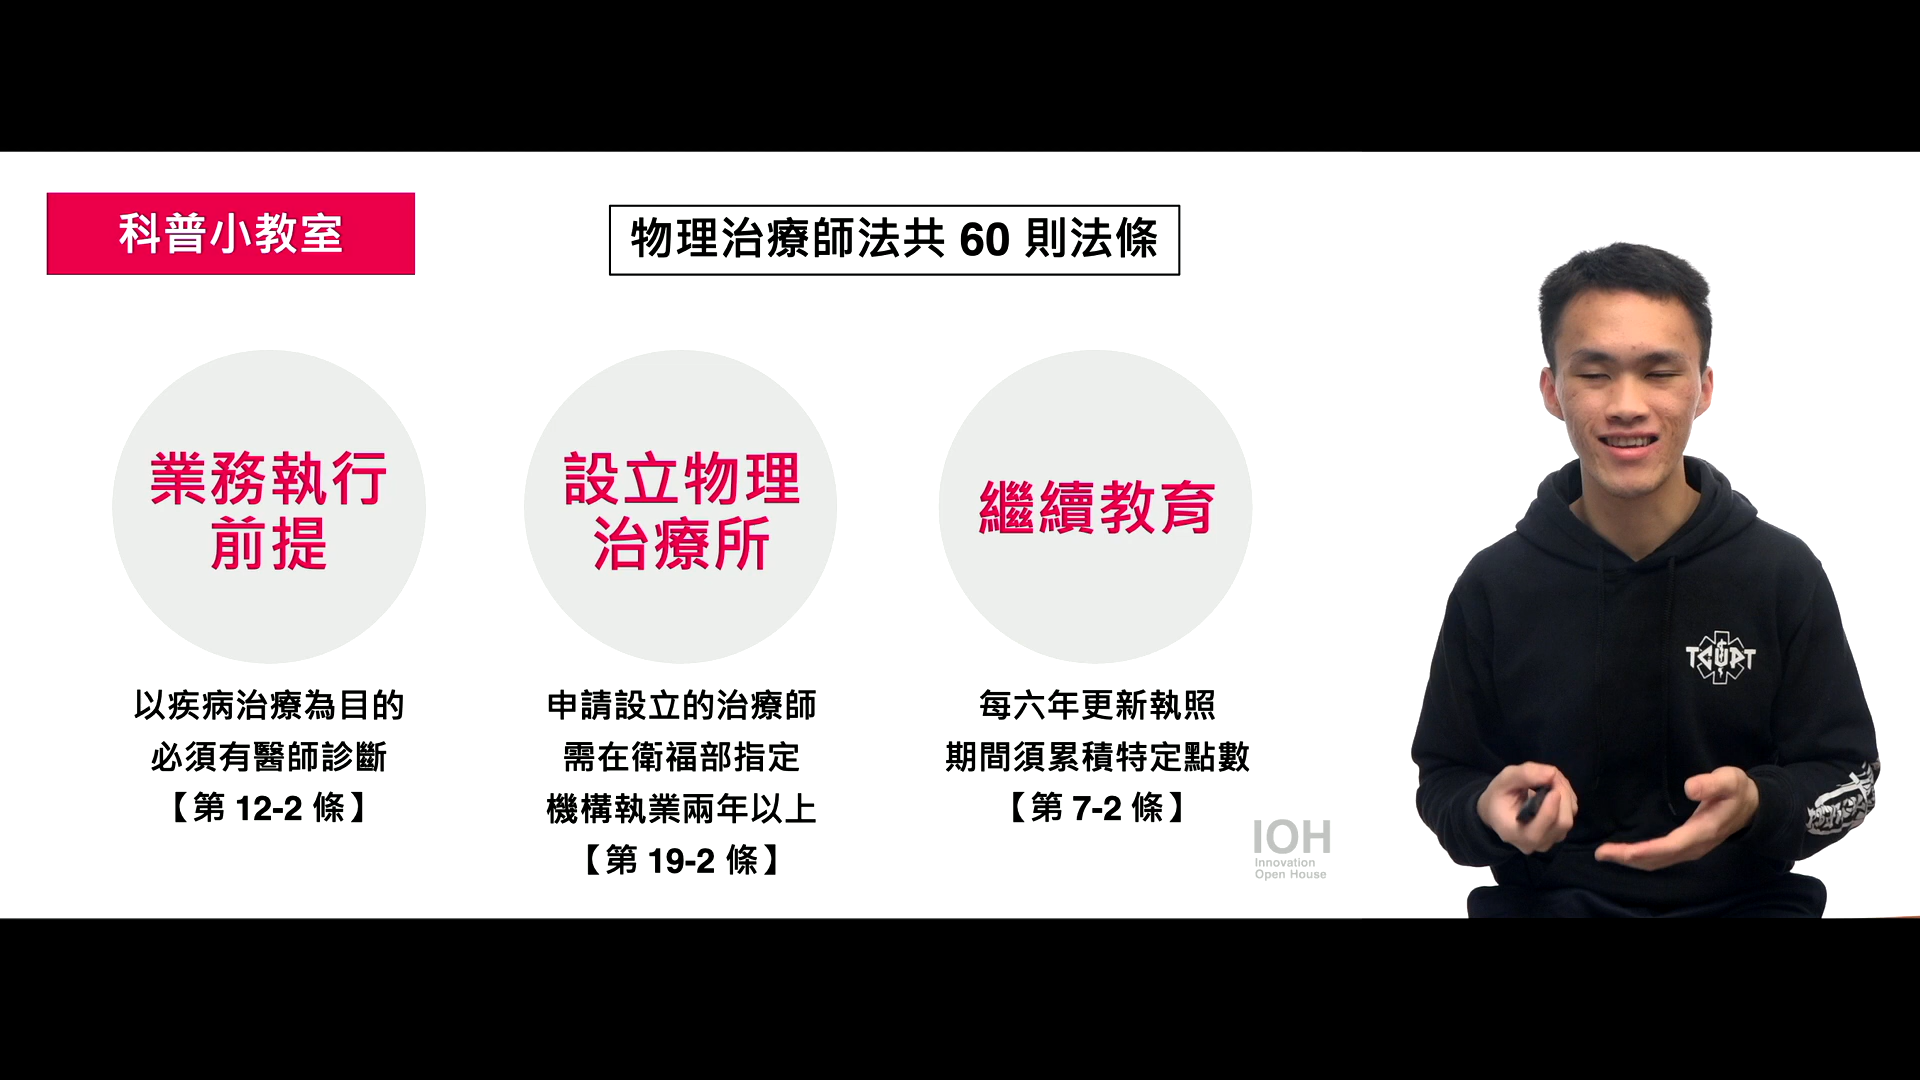 科普小教室
物理治療師法共 60 則法條
業務執行
前提
以疾病治療為目的
必須有醫師診斷
【第 12-2 條】
設立物理
治療所
申請設立的治療師
需在衛福部指定
機構執業兩年以上
【第 19-2 條】
繼續教育
每六年更新執照
期間須累積特定點數
【第 7-2 條】
IOH
Innovation
Open House
TCUPT